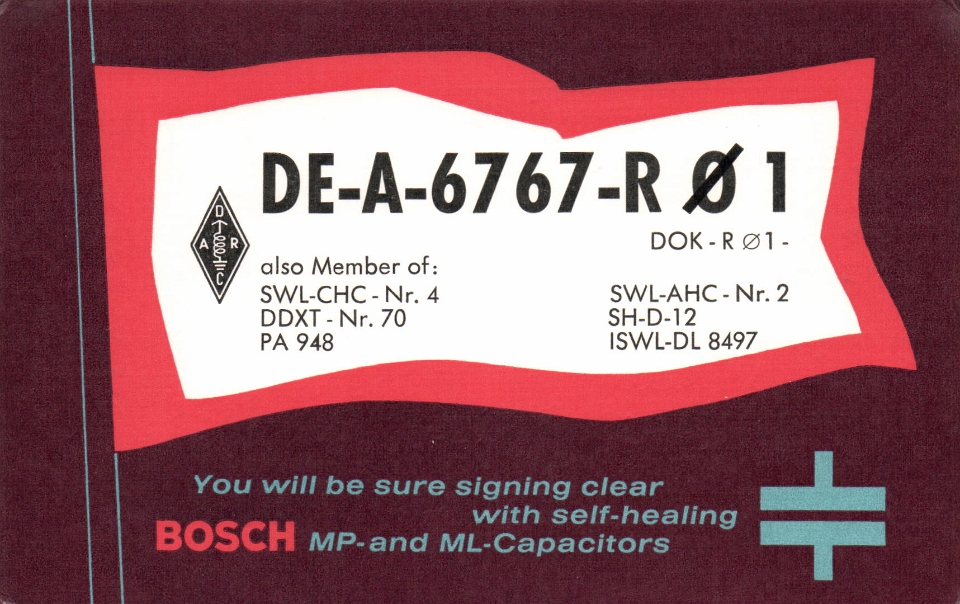 DE-A-6767-R Ø 1
DOK - R Ø 1 -
D
A R
C
also Member of:
SWL-CHC - Nr. 4
DDXT - Nr. 70
PA 948
SWL-AHC - Nr. 2
SH-D-12
ISWL-DL 8497
You will be sure signing clear
with self-healing
BOSCH MP- and ML-Capacitors